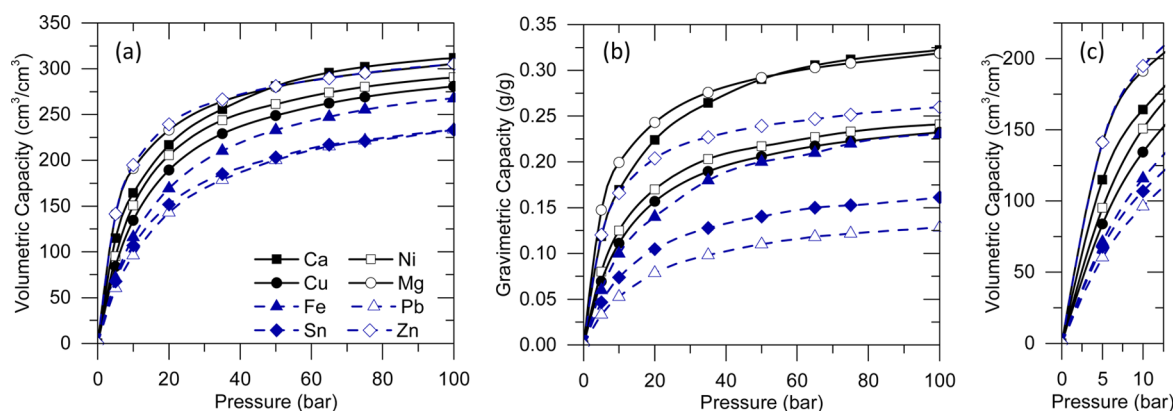 (a)
Volumetric Capacity (cm³/cm³)
350
300
250
200
150
100
50
0
Ca
Ni
Cu
Mg
Fe
Pb
Sn
Zn
0 20 40 60 80 100
Pressure (bar)
(b)
Gravimetric Capacity (g/g)
0.35
0.30
0.25
0.20
0.15
0.10
0.05
0.00
0 20 40 60 80 100
Pressure (bar)
(c)
Volumetric Capacity (cm³/cm³)
200
150
100
50
0
0 5 10
Pressure (bar)